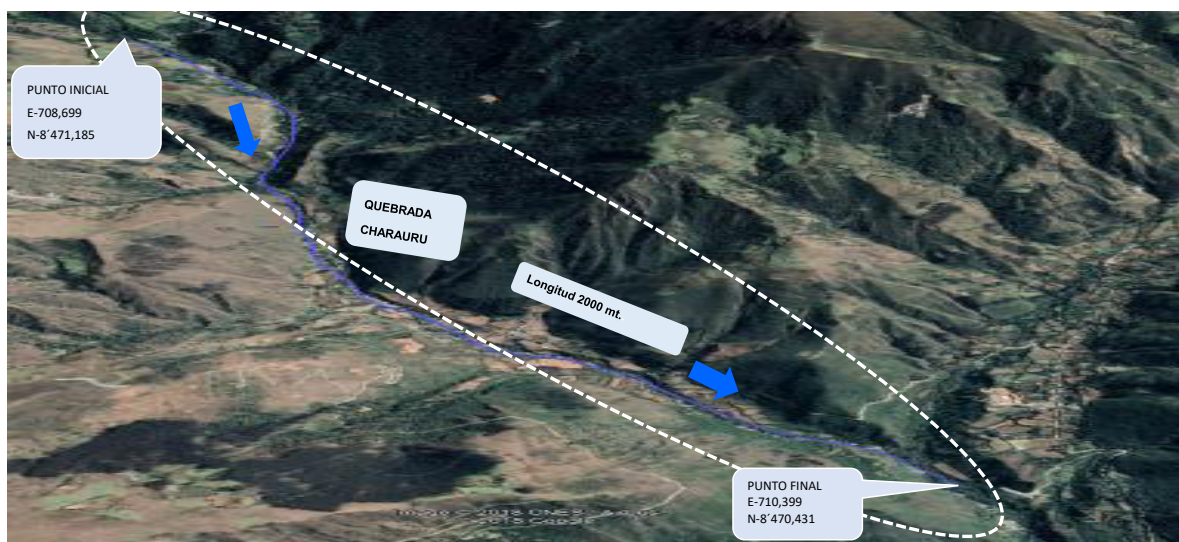 PUNTO INICIAL
E-708,699
N-8´471,185
QUEBRADA
CHARAURU
Longitud 2000 mt.
PUNTO FINAL
E-710,399
N-8´470,431